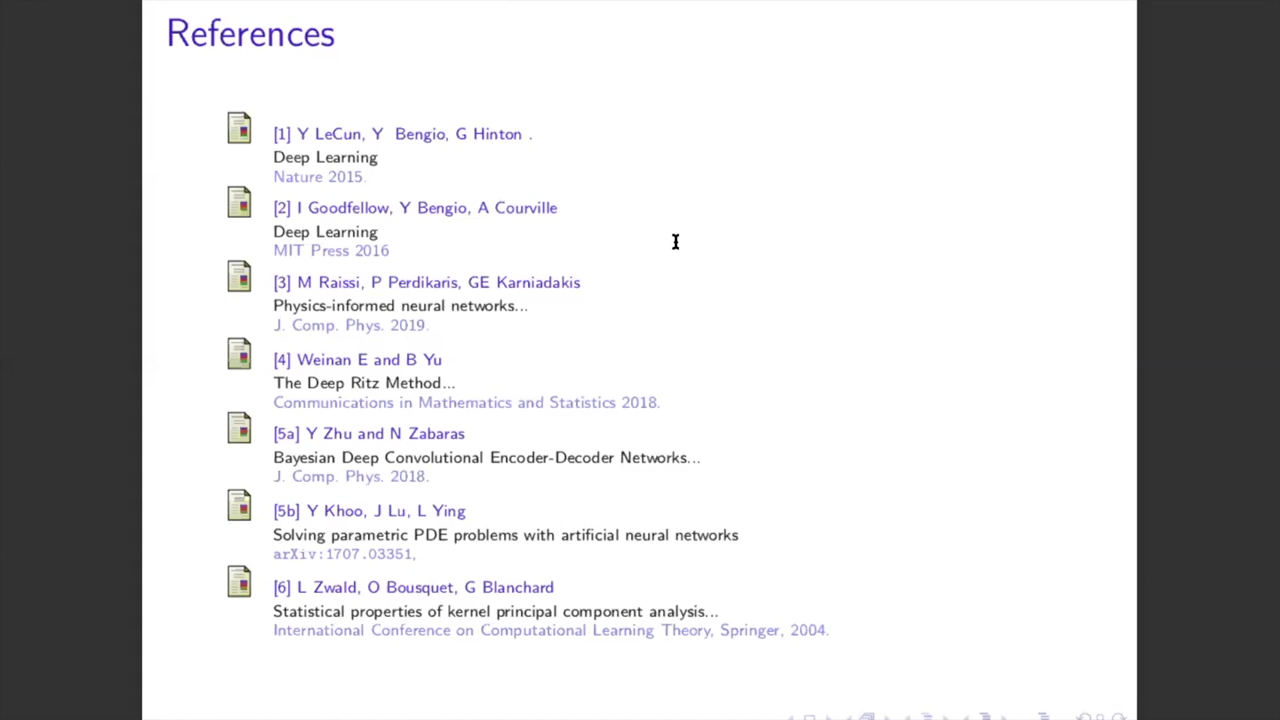 References
[1] Y LeCun, Y Bengio, G Hinton .
Deep Learning
Nature 2015.
[2] I Goodfellow, Y Bengio, A Courville
Deep Learning
MIT Press 2016
[3] M Raissi, P Perdikaris, GE Karniadakis
Physics-informed neural networks...
J. Comp. Phys. 2019.
[4] Weinan E and B Yu
The Deep Ritz Method...
Communications in Mathematics and Statistics 2018.
[5a] Y Zhu and N Zabaras
Bayesian Deep Convolutional Encoder-Decoder Networks...
J. Comp. Phys. 2018.
[5b] Y Khoo, J Lu, L Ying
Solving parametric PDE problems with artificial neural networks
arXiv:1707.03351,
[6] L Zwald, O Bousquet, G Blanchard
Statistical properties of kernel principal component analysis...
International Conference on Computational Learning Theory, Springer, 2004.